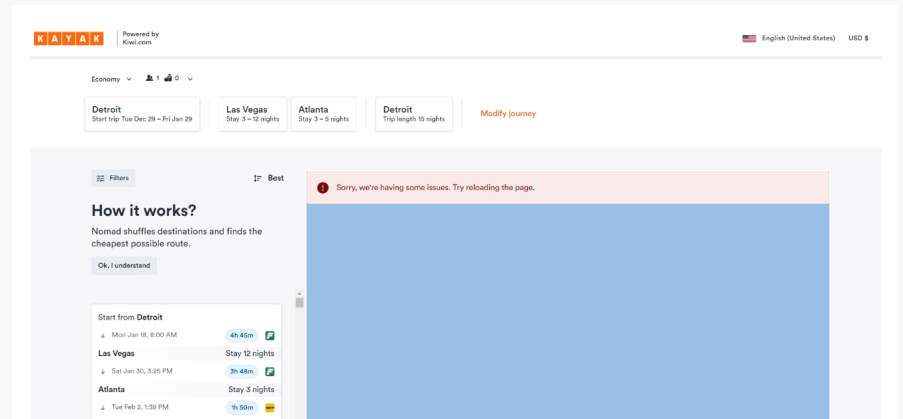 KAYAK
Powered by
Kiwi.com
English (United States) USD $
Economy 1 0
Detroit
Start trip Tue Dec 29 – Fri Jan 29
Las Vegas
Stay 3 – 12 nights
Atlanta
Stay 3 – 5 nights
Detroit
Trip length 15 nights
Modify journey
Filters
Best
Sorry, we're having some issues. Try reloading the page.
How it works?
Nomad shuffles destinations and finds the
cheapest possible route.
Ok, I understand
Start from Detroit
Mon Jan 18, 8:00 AM 4h 45m
Las Vegas Stay 12 nights
Sat Jan 30, 3:25 PM 3h 48m
Atlanta Stay 3 nights
Tue Feb 2, 1:38 PM 1h 50m